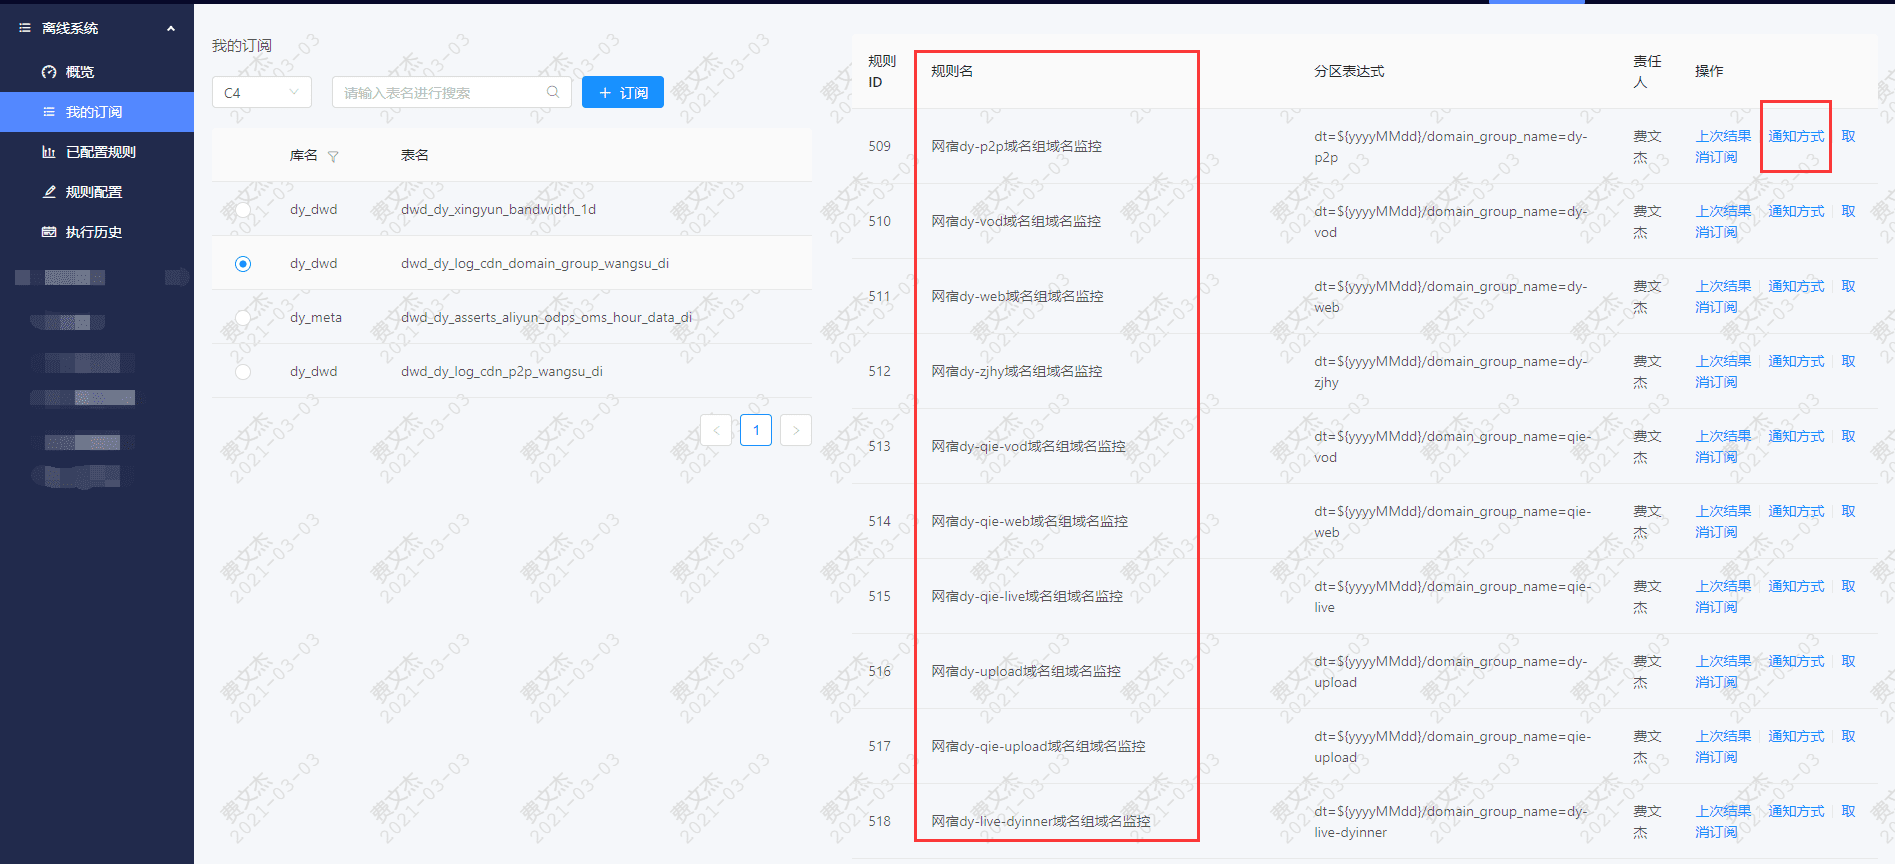 离线系统
概览
我的订阅
已配置规则
规则配置
执行历史
我的订阅
C4
请输入表名进行搜索
订阅
库名
表名
dy_dwd
dwd_dy_xingyun_bandwidth_1d
dy_dwd
dwd_dy_log_cdn_domain_group_wangsu_di
dy_meta
dwd_dy_asserts_aliyun_odps_oms_hour_data_di
dy_dwd
dwd_dy_log_cdn_p2p_wangsu_di
1
规则
ID
规则名
分区表达式
责任
人
操作
509
网宿dy-p2p域名组域名监控
dt=${yyyyMMdd}/domain_group_name=dy-
p2p
费文
杰
上次结果 通知方式 取
消订阅
510
网宿dy-vod域名组域名监控
dt=${yyyyMMdd}/domain_group_name=dy-
vod
费文
杰
上次结果 通知方式 取
消订阅
511
网宿dy-web域名组域名监控
dt=${yyyyMMdd}/domain_group_name=dy-
web
费文
杰
上次结果 通知方式 取
消订阅
512
网宿dy-zjhy域名组域名监控
dt=${yyyyMMdd}/domain_group_name=dy-
zjhy
费文
杰
上次结果 通知方式 取
消订阅
513
网宿dy-qie-vod域名组域名监控
dt=${yyyyMMdd}/domain_group_name=qie-
vod
费文
杰
上次结果 通知方式 取
消订阅
514
网宿dy-qie-web域名组域名监控
dt=${yyyyMMdd}/domain_group_name=qie-
web
费文
杰
上次结果 通知方式 取
消订阅
515
网宿dy-qie-live域名组域名监控
dt=${yyyyMMdd}/domain_group_name=qie-
live
费文
杰
上次结果 通知方式 取
消订阅
516
网宿dy-upload域名组域名监控
dt=${yyyyMMdd}/domain_group_name=dy-
upload
费文
杰
上次结果 通知方式 取
消订阅
517
网宿dy-qie-upload域名组域名监控
dt=${yyyyMMdd}/domain_group_name=qie-
upload
费文
杰
上次结果 通知方式 取
消订阅
518
网宿dy-live-dyinner域名组域名监控
dt=${yyyyMMdd}/domain_group_name=dy-
live-dyinner
费文
杰
上次结果 通知方式 取
消订阅
费文杰
2021-03-03